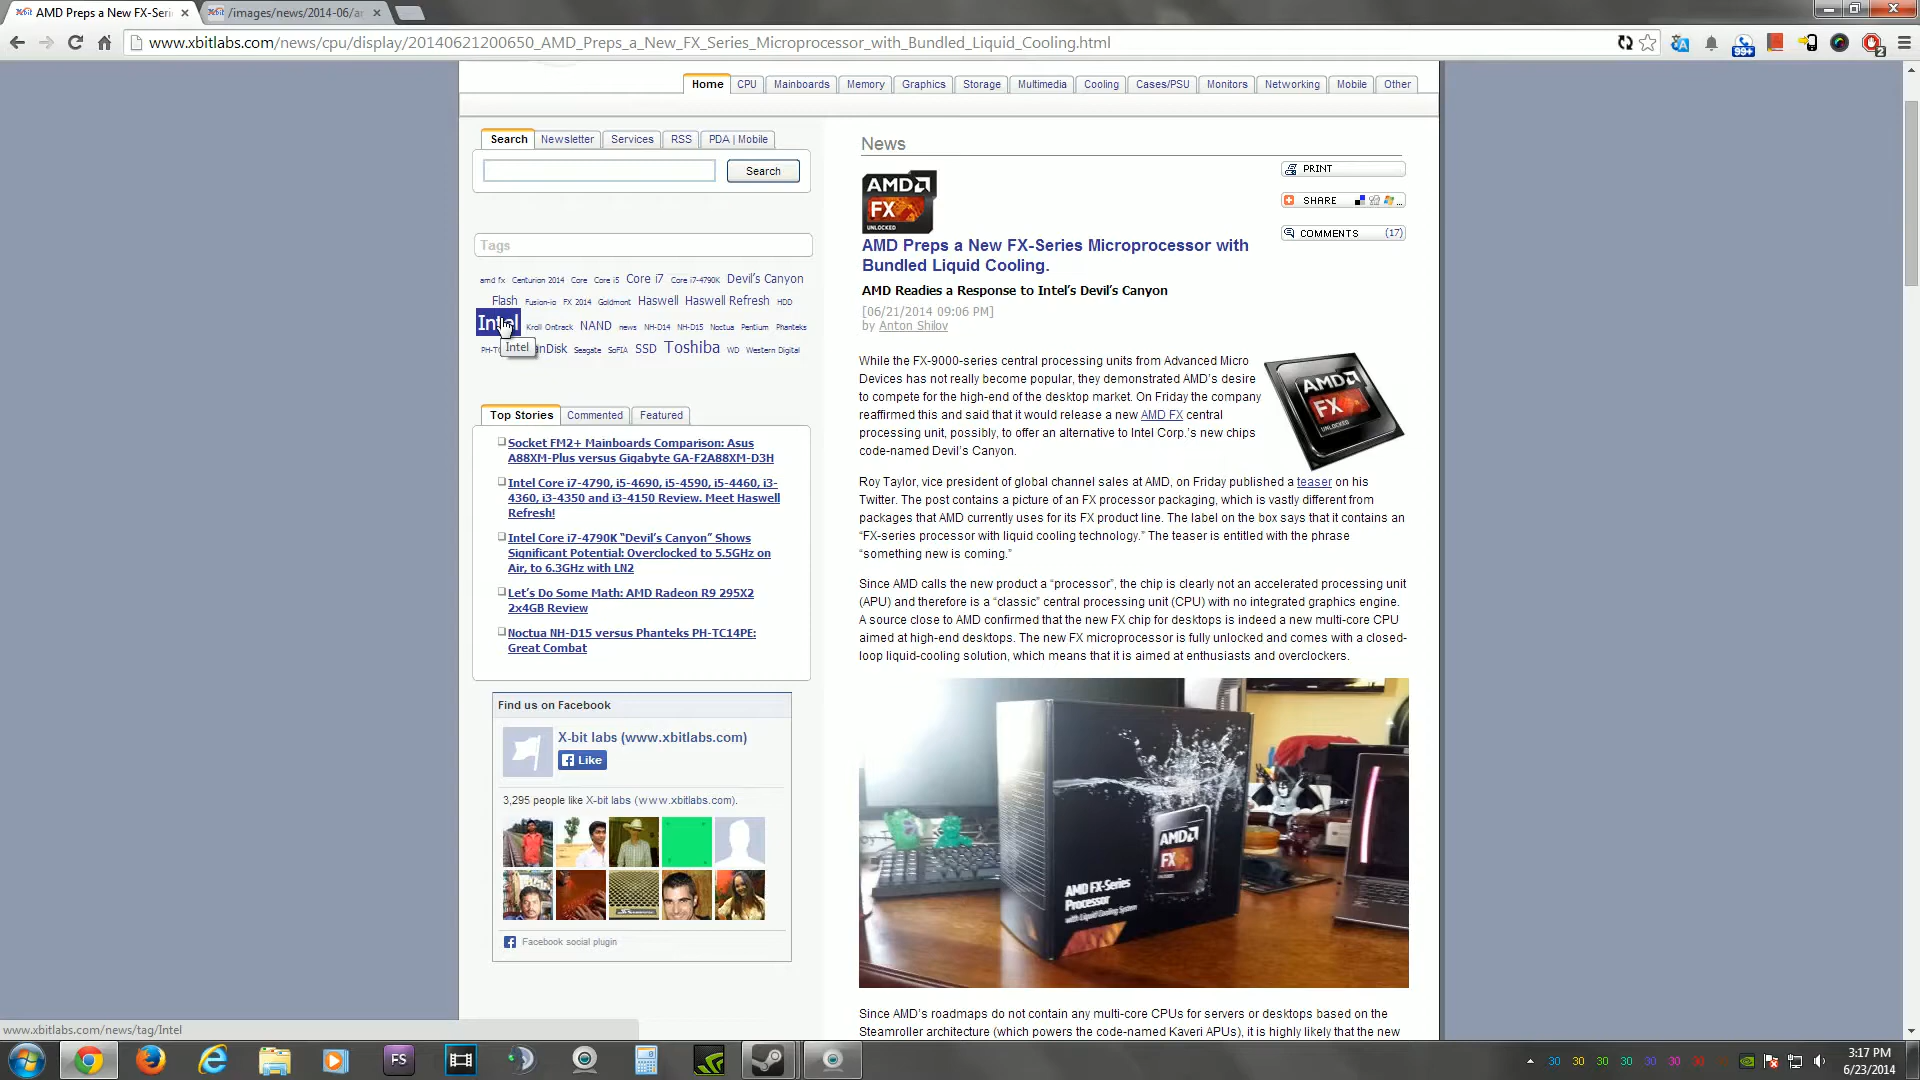 AMD Preps a New FX-Seri
/images/news/2014-06/a
www.xbitlabs.com/news/cpu/display/20140621200650_AMD_Preps_a_New_FX_Series_Microprocessor_with_Bundled_Liquid_Cooling.html
99+
2
Home CPU Mainboards Memory Graphics Storage Multimedia Cooling Cases/PSU Monitors Networking Mobile Other
Search Newsletter Services RSS PDA | Mobile
Search
Tags
amd fx Centurion 2014 Core Core i5 Core i7 Core i7-4790K Devil's Canyon
Flash Fusion-io FX 2014 Goldmont Haswell Haswell Refresh HDD
Intel Kroll Ontrack NAND news NH-D14 NH-D15 Noctua Pentium Phanteks
PH-TC nDisk Seagate SoFIA SSD Toshiba WD Western Digital
Intel
Top Stories Commented Featured
Socket FM2+ Mainboards Comparison: Asus
A88XM-Plus versus Gigabyte GA-F2A88XM-D3H
Intel Core i7-4790, i5-4690, i5-4590, i5-4460, i3-
4360, i3-4350 and i3-4150 Review. Meet Haswell
Refresh!
Intel Core i7-4790K “Devil’s Canyon” Shows
Significant Potential: Overclocked to 5.5GHz on
Air, to 6.3GHz with LN2
Let’s Do Some Math: AMD Radeon R9 295X2
2x4GB Review
Noctua NH-D15 versus Phanteks PH-TC14PE:
Great Combat
Find us on Facebook
X-bit labs (www.xbitlabs.com)
Like
3,295 people like X-bit labs (www.xbitlabs.com).
Facebook social plugin
News
AMD
FX
UNLOCKED
PRINT
SHARE
COMMENTS (17)
AMD Preps a New FX-Series Microprocessor with
Bundled Liquid Cooling.
AMD Readies a Response to Intel’s Devil’s Canyon
[06/21/2014 09:06 PM]
by Anton Shilov
While the FX-9000-series central processing units from Advanced Micro
Devices has not really become popular, they demonstrated AMD’s desire
to compete for the high-end of the desktop market. On Friday the company
reaffirmed this and said that it would release a new AMD FX central
processing unit, possibly, to offer an alternative to Intel Corp.’s new chips
code-named Devil’s Canyon.
AMD
FX
UNLOCKED
Roy Taylor, vice president of global channel sales at AMD, on Friday published a teaser on his
Twitter. The post contains a picture of an FX processor packaging, which is vastly different from
packages that AMD currently uses for its FX product line. The label on the box says that it contains an
“FX-series processor with liquid cooling technology.” The teaser is entitled with the phrase
“something new is coming.”
Since AMD calls the new product a “processor”, the chip is clearly not an accelerated processing unit
(APU) and therefore is a “classic” central processing unit (CPU) with no integrated graphics engine.
A source close to AMD confirmed that the new FX chip for desktops is indeed a new multi-core CPU
aimed at high-end desktops. The new FX microprocessor is fully unlocked and comes with a closed-
loop liquid-cooling solution, which means that it is aimed at enthusiasts and overclockers.
AMD
FX
AMD FX-Series
Processor
with Liquid Cooling System
Since AMD’s roadmaps do not contain any multi-core CPUs for servers or desktops based on the
Steamroller architecture (which powers the code-named Kaveri APUs), it is highly likely that the new
www.xbitlabs.com/news/tag/Intel
FS
30 30 30 30 30 30 30
3:17 PM
6/23/2014